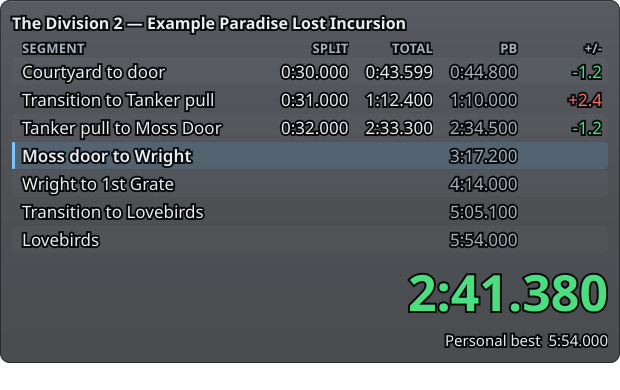 The Division 2 — Example Paradise Lost Incursion
SEGMENT SPLIT TOTAL PB +/-
Courtyard to door 0:30.000 0:43.599 0:44.800 -1.2
Transition to Tanker pull 0:31.000 1:12.400 1:10.000 +2.4
Tanker pull to Moss Door 0:32.000 2:33.300 2:34.500 -1.2
Moss door to Wright 3:17.200
Wright to 1st Grate 4:14.000
Transition to Lovebirds 5:05.100
Lovebirds 5:54.000
2:41.380
Personal best 5:54.000